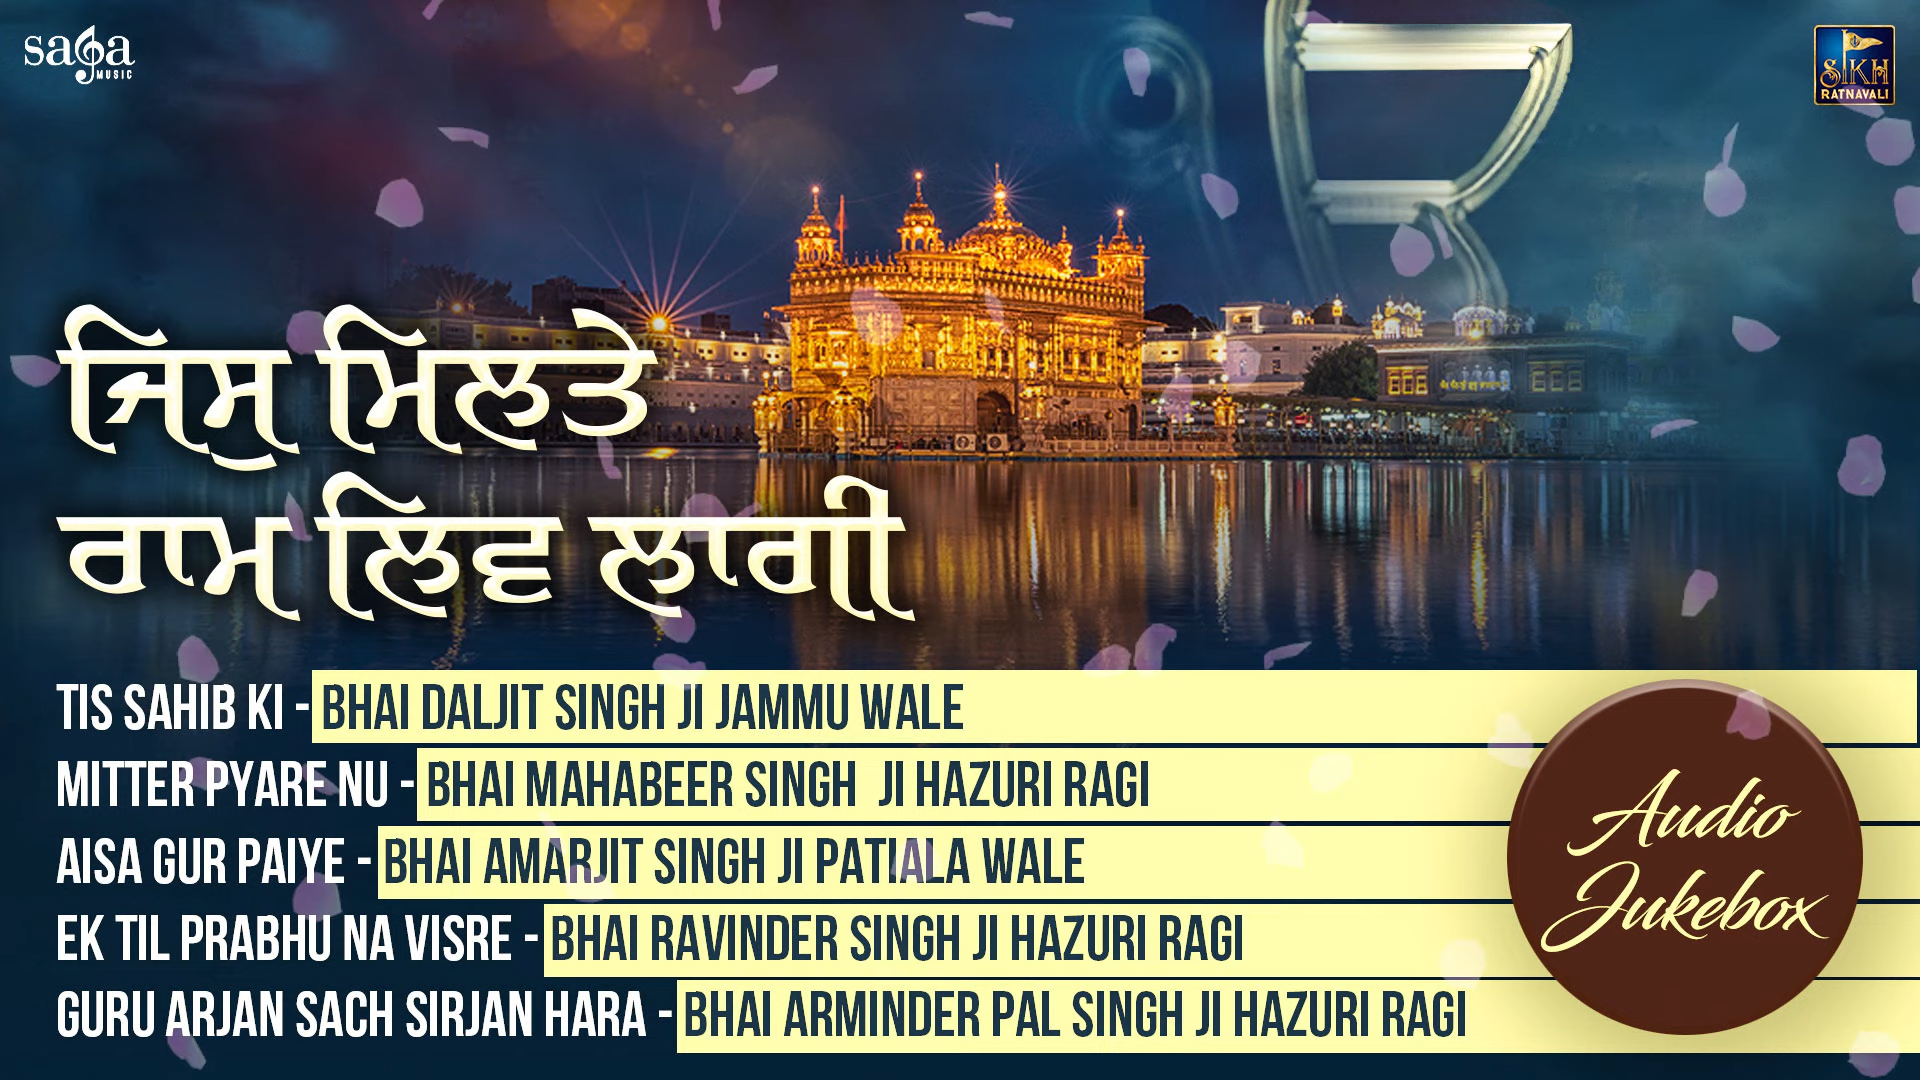 saga
MUSIC
SIKH
RATNAVALI
ਜਿਸੁ ਮਿਲਤੇ
ਰਾਮ ਲਿਵ ਲਾਗੀ
TIS SAHIB KI - BHAI DALJIT SINGH JI JAMMU WALE
MITTER PYARE NU - BHAI MAHABEER SINGH JI HAZURI RAGI
AISA GUR PAIYE - BHAI AMARJIT SINGH JI PATIALA WALE
EK TIL PRABHU NA VISRE - BHAI RAVINDER SINGH JI HAZURI RAGI
GURU ARJAN SACH SIRJAN HARA - BHAI ARMINDER PAL SINGH JI HAZURI RAGI
Audio
Jukebox